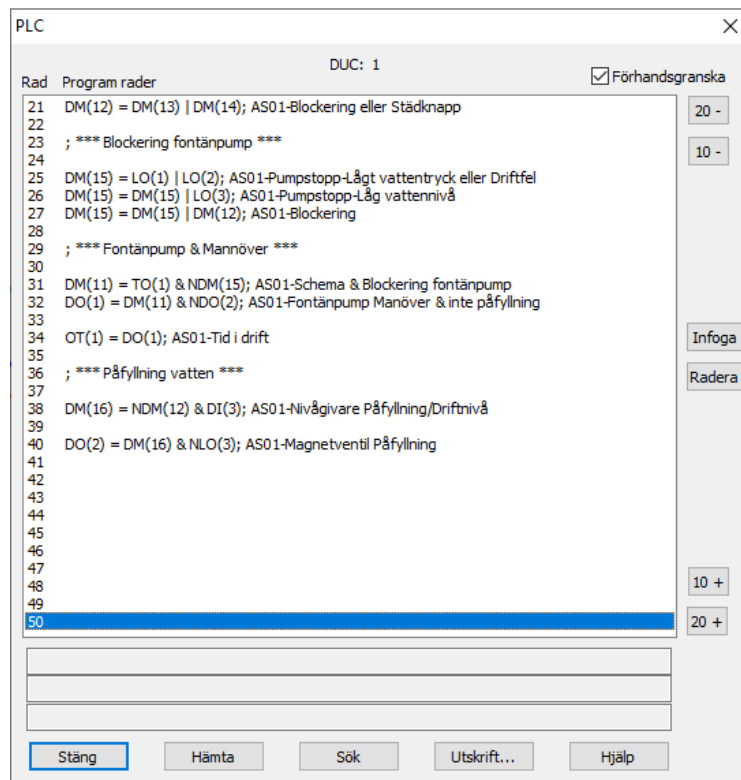 PLC
DUC: 1
Förhandsgranska
Rad Program rader
21 DM(12) = DM(13) | DM(14); AS01-Blockering eller Städknapp
22
23 ; *** Blockering fontänpump ***
24
25 DM(15) = LO(1) | LO(2); AS01-Pumpstopp-Lågt vattentryck eller Driftfel
26 DM(15) = DM(15) | LO(3); AS01-Pumpstopp-Låg vattennivå
27 DM(15) = DM(15) | DM(12); AS01-Blockering
28
29 ; *** Fontänpump & Mannöver ***
30
31 DM(11) = TO(1) & NDM(15); AS01-Schema & Blockering fontänpump
32 DO(1) = DM(11) & NDO(2); AS01-Fontänpump Manöver & inte påfyllning
33
34 OT(1) = DO(1); AS01-Tid i drift
35
36 ; *** Påfyllning vatten ***
37
38 DM(16) = NDM(12) & DI(3); AS01-Nivågivare Påfyllning/Driftnivå
39
40 DO(2) = DM(16) & NLO(3); AS01-Magnetventil Påfyllning
41
42
43
44
45
46
47
48
49
50
20 -
10 -
Infoga
Radera
10 +
20 +
Stäng Hämta Sök Utskrift... Hjälp